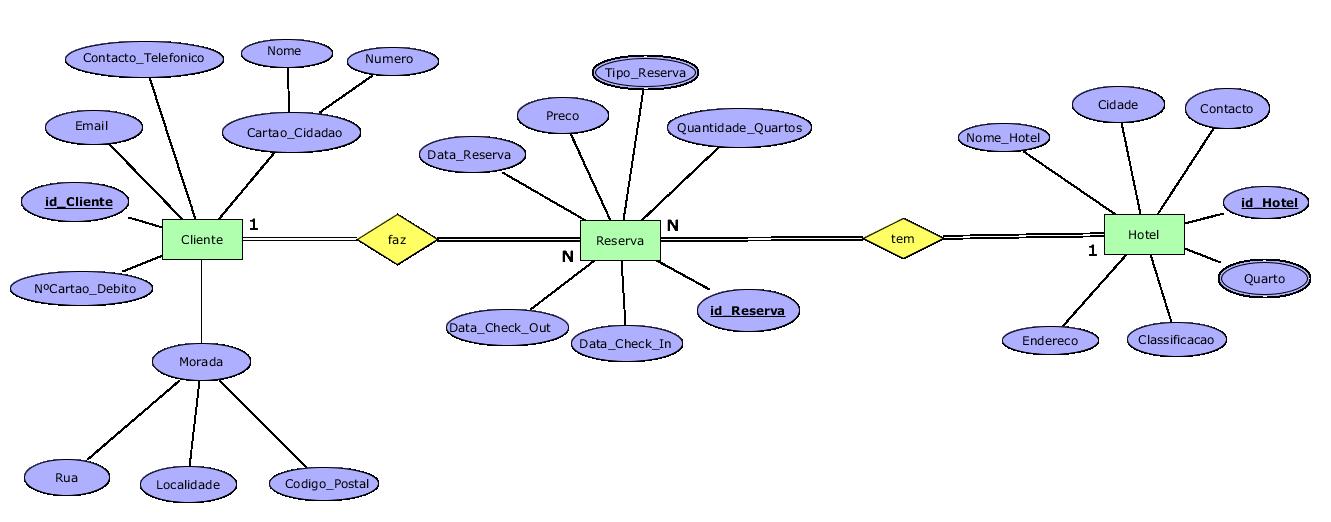 Nome
Contacto_Telefonico
Numero
Tipo_Reserva
Cidade
Contacto
Preco
Email
Cartao_Cidadao
Quantidade_Quartos
Nome_Hotel
Data_Reserva
id_Cliente
id_Hotel
1
N
Cliente
faz
Reserva
tem
Hotel
N
1
NºCartao_Debito
Quarto
id_Reserva
Data_Check_Out
Data_Check_In
Endereco
Classificacao
Morada
Rua
Localidade
Codigo_Postal